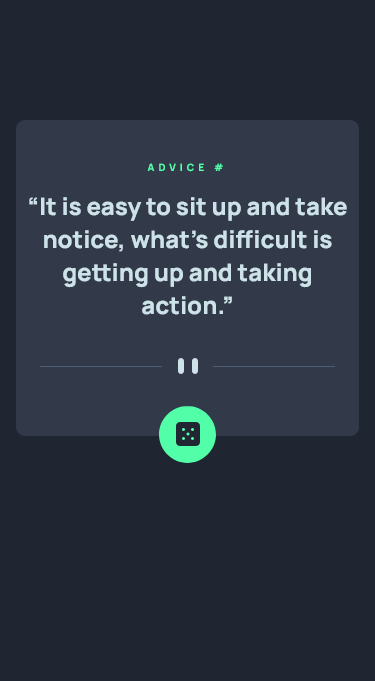 ADVICE #
“It is easy to sit up and take
notice, what’s difficult is
getting up and taking
action.”